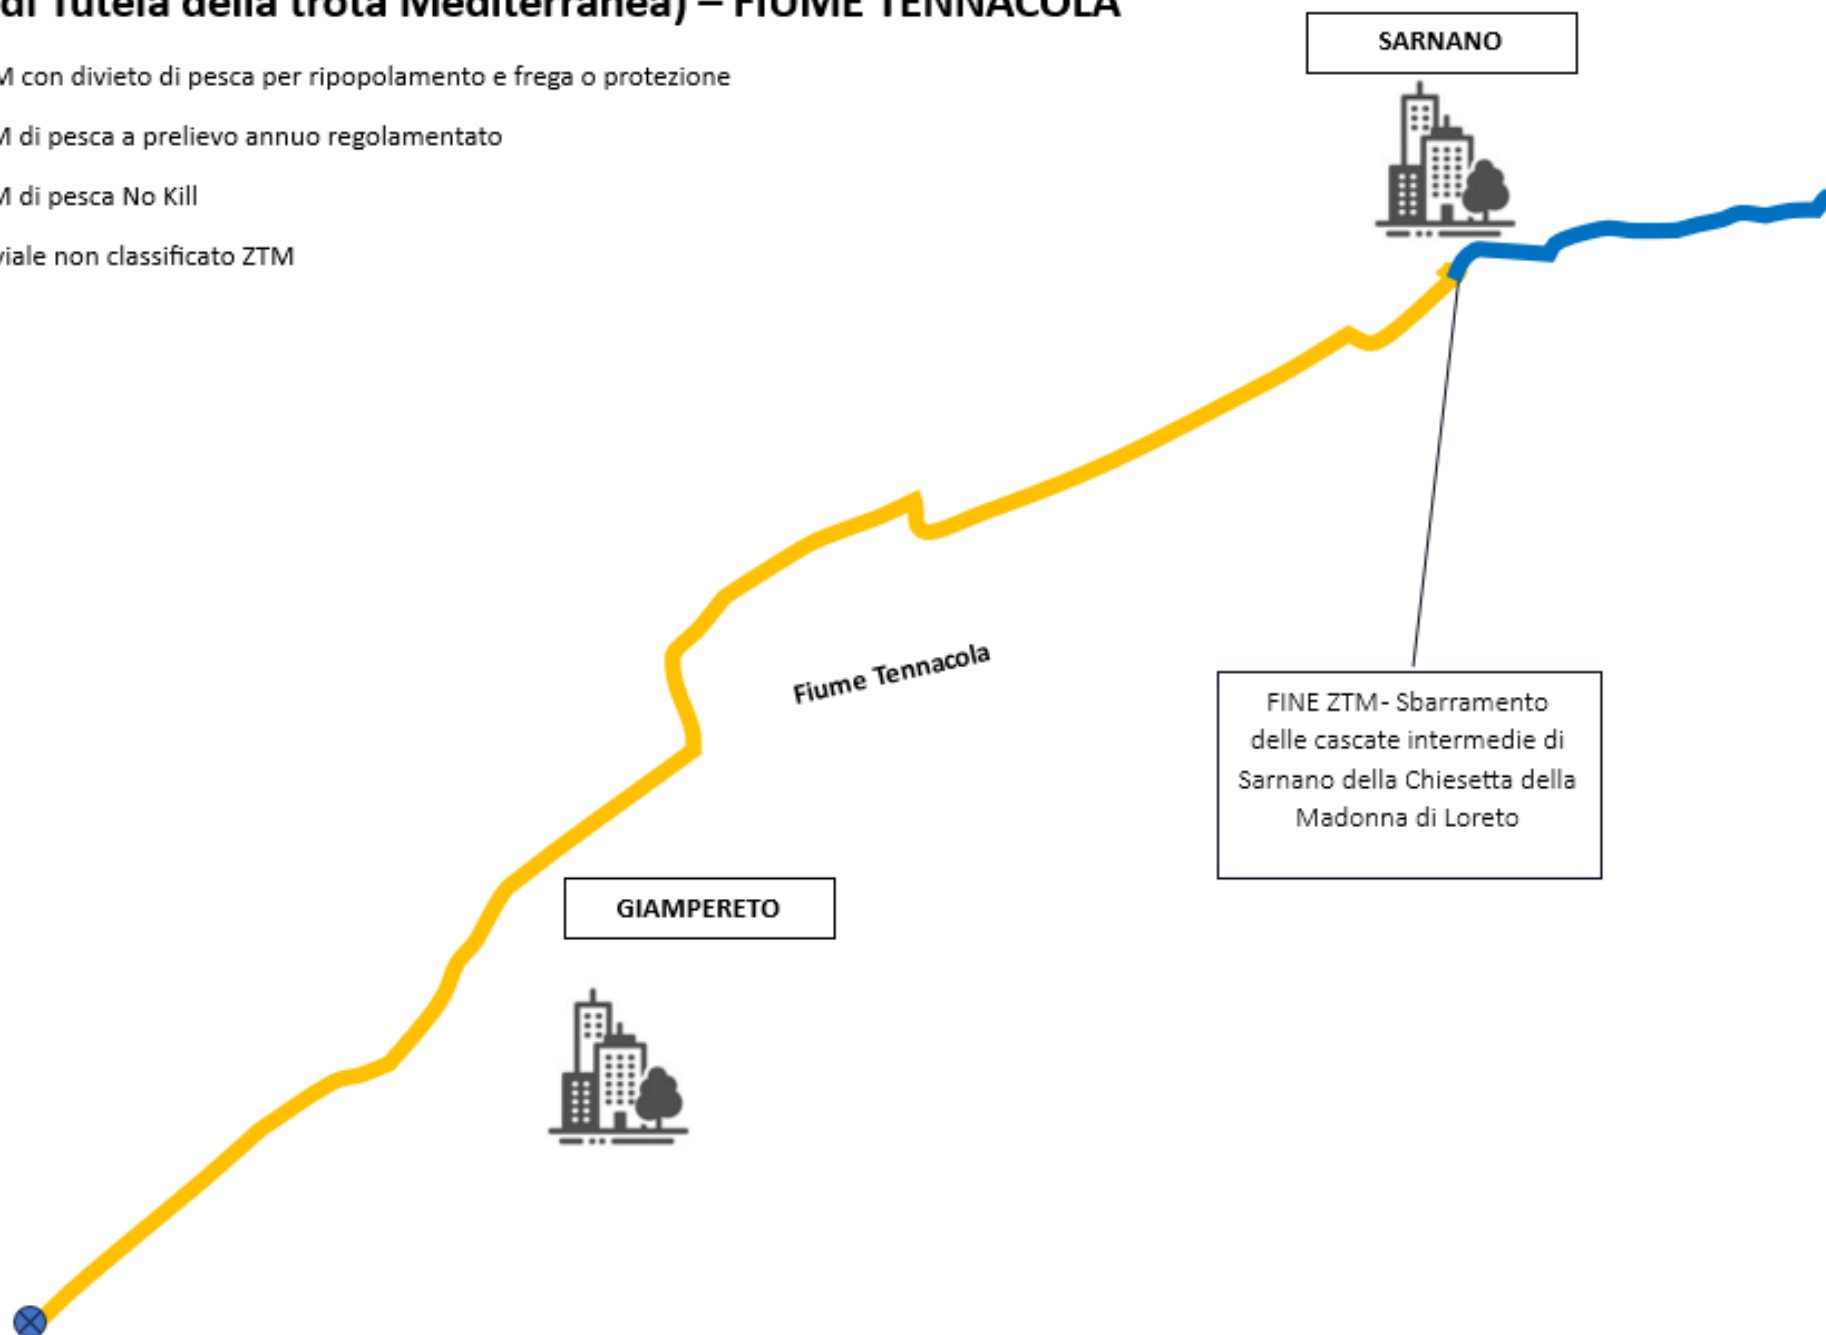 di Tutela della trota Mediterranea) – FIUME TENNACOLA
M con divieto di pesca per ripopolamento e frega o protezione
M di pesca a prelievo annuo regolamentato
M di pesca No Kill
viale non classificato ZTM
SARNANO
Fiume Tennacola
FINE ZTM- Sbarramento
delle cascate intermedie di
Sarnano della Chiesetta della
Madonna di Loreto
GIAMPERETO